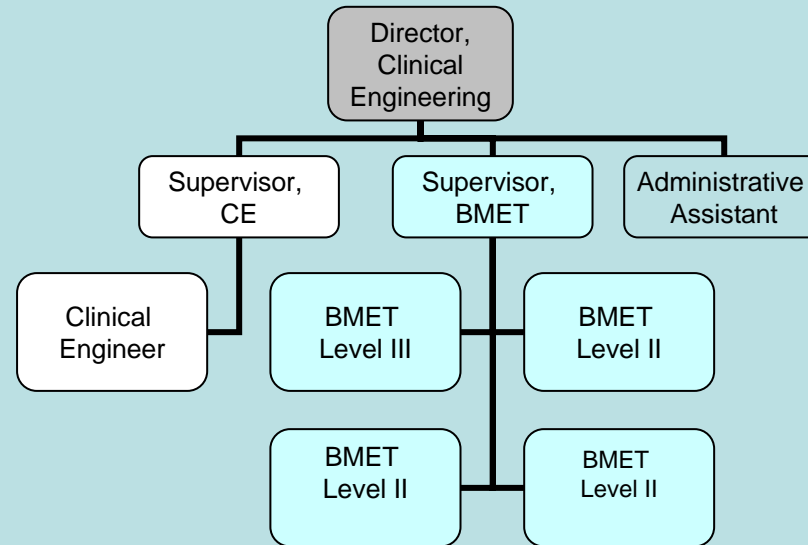 Director,
Clinical
Engineering
Supervisor,
CE
Supervisor,
BMET
Administrative
Assistant
Clinical
Engineer
BMET
Level III
BMET
Level II
BMET
Level II
BMET
Level II